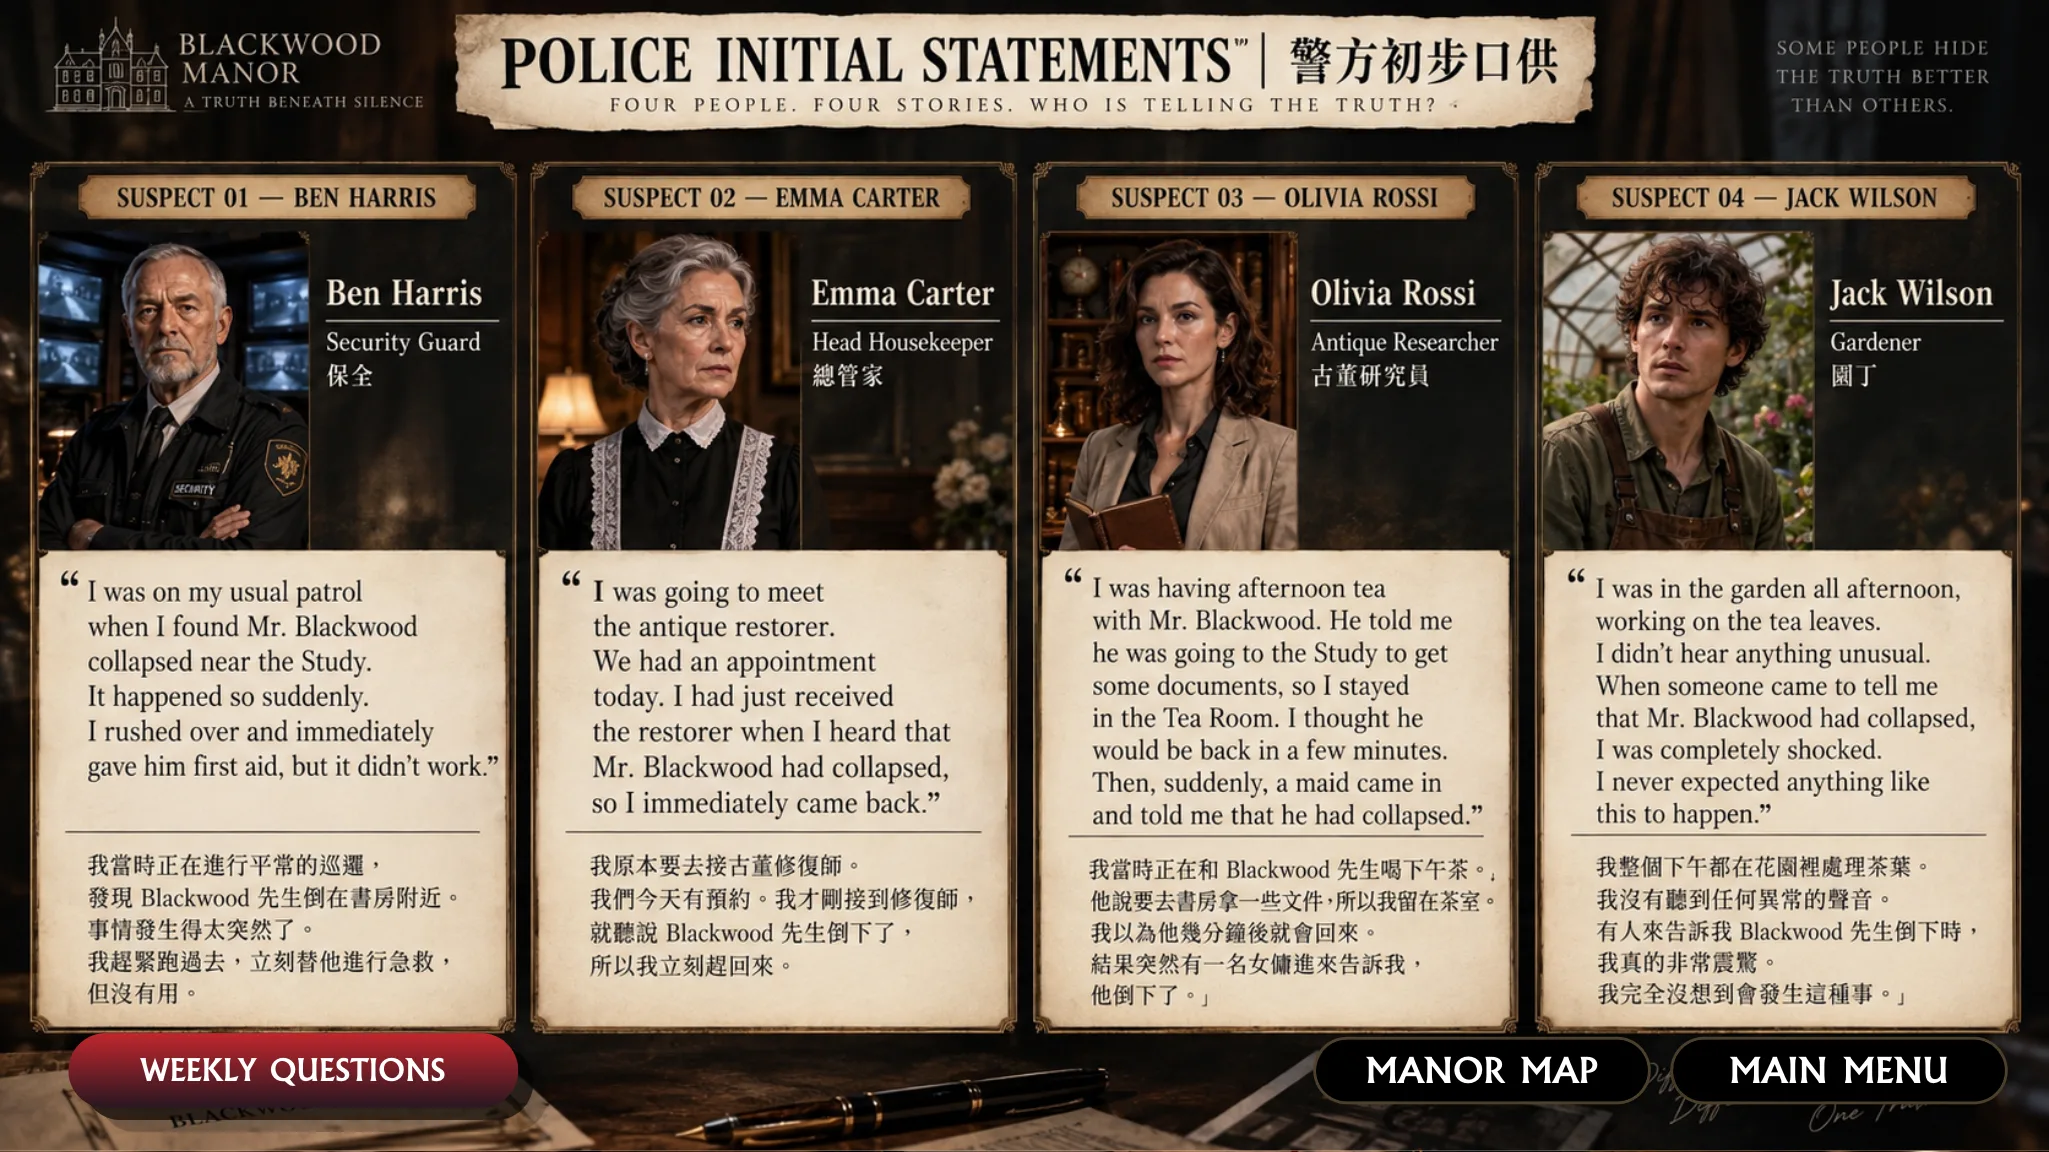 BLACKWOOD
MANOR
A TRUTH BENEATH SILENCE
POLICE INITIAL STATEMENTS" | 警方初步口供
FOUR PEOPLE. FOUR STORIES. WHO IS TELLING THE TRUTH?
SOME PEOPLE HIDE
THE TRUTH BETTER
THAN OTHERS.
SUSPECT 01 — BEN HARRIS
Ben Harris
Security Guard
保全
SECURITY
“ I was on my usual patrol
when I found Mr. Blackwood
collapsed near the Study.
It happened so suddenly.
I rushed over and immediately
gave him first aid, but it didn’t work.”
我當時正在進行平常的巡邏，
發現 Blackwood 先生倒在書房附近。
事情發生得太突然了。
我趕緊跑過去，立刻替他進行急救，
但沒有用。
SUSPECT 02 — EMMA CARTER
Emma Carter
Head Housekeeper
總管家
“ I was going to meet
the antique restorer.
We had an appointment
today. I had just received
the restorer when I heard that
Mr. Blackwood had collapsed,
so I immediately came back.”
我原本要去接古董修復師。
我們今天有預約。我才剛接到修復師，
就聽說 Blackwood 先生倒下了，
所以我立刻趕回來。
SUSPECT 03 — OLIVIA ROSSI
Olivia Rossi
Antique Researcher
古董研究員
“ I was having afternoon tea
with Mr. Blackwood. He told me
he was going to the Study to get
some documents, so I stayed
in the Tea Room. I thought he
would be back in a few minutes.
Then, suddenly, a maid came in
and told me that he had collapsed.”
我當時正在和 Blackwood 先生喝下午茶。
他說要去書房拿一些文件，所以我留在茶室。
我以為他幾分鐘後就會回來。
結果突然有一名女傭進來告訴我，
他倒下了。」
SUSPECT 04 — JACK WILSON
Jack Wilson
Gardener
園丁
“ I was in the garden all afternoon,
working on the tea leaves.
I didn’t hear anything unusual.
When someone came to tell me
that Mr. Blackwood had collapsed,
I was completely shocked.
I never expected anything like
this to happen.”
我整個下午都在花園裡處理茶葉。
我沒有聽到任何異常的聲音。
有人來告訴我 Blackwood 先生倒下時，
我真的非常震驚。
我完全沒想到會發生這種事。」
WEEKLY QUESTIONS
MANOR MAP
MAIN MENU
One